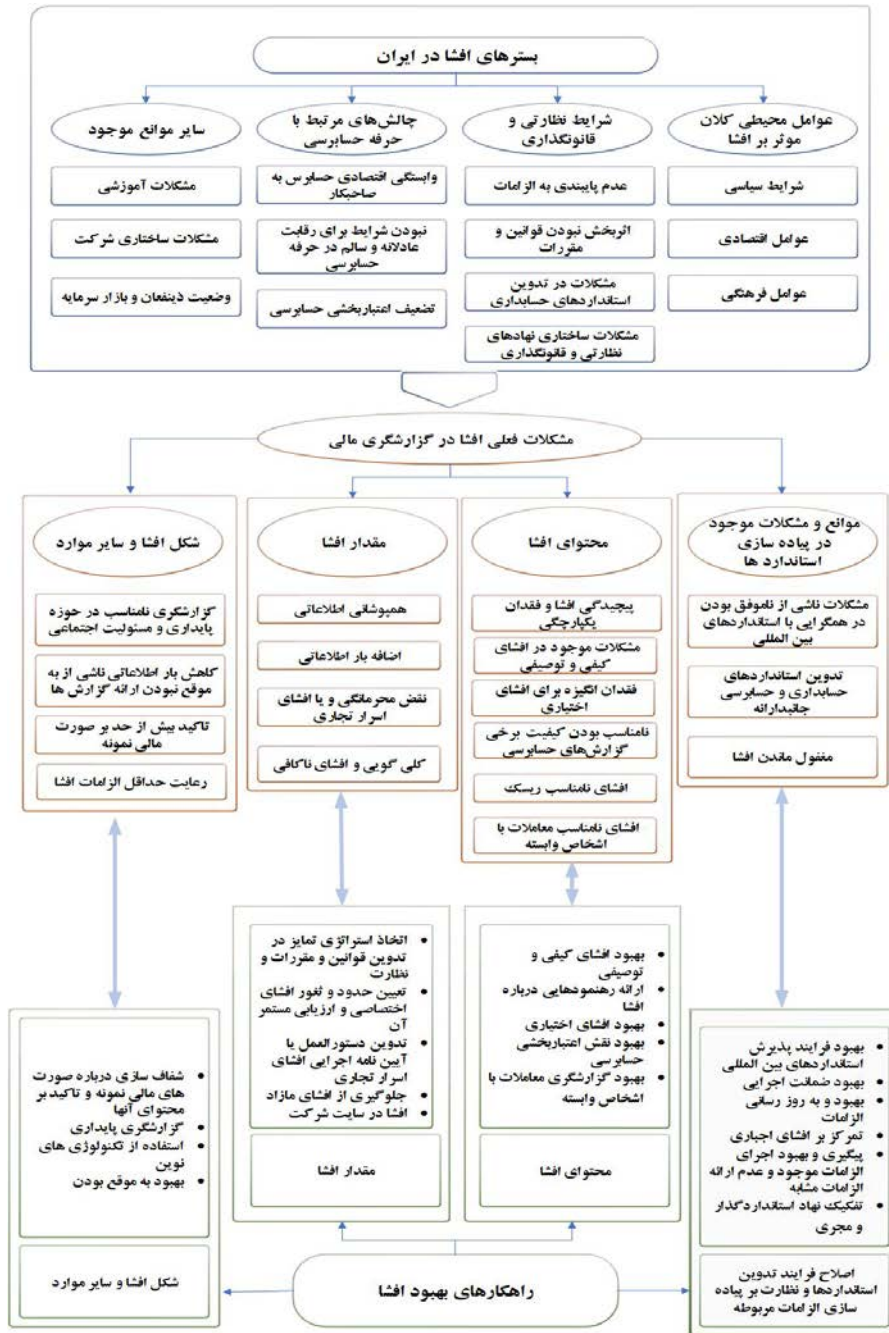 بسترهای افشا در ایران
عوامل محیطی کلان
موثر بر افشا
شرایط سیاسی
عوامل اقتصادی
عوامل فرهنگی
شرایط نظارتی و
قانونگذاری
عدم پایبندی به الزامات
اثربخش نبودن قوانین و
مقررات
مشکلات در تدوین
استانداردهای حسابداری
مشکلات ساختاری نهادهای
نظارتی و قانونگذاری
چالش‌های مرتبط با
حرفه حسابرسی
وابستگی اقتصادی حسابرس به
صاحبکار
نبودن شرایط برای رقابت
عادلانه و سالم در حرفه
حسابرسی
تضعیف اعتباربخشی حسابرسی
سایر موانع موجود
مشکلات آموزشی
مشکلات ساختاری شرکت
وضعیت ذینفعان و بازار سرمایه
مشکلات فعلی افشا در گزارشگری مالی
موانع و مشکلات موجود
در پیاده سازی
استاندارد ها
مشکلات ناشی از ناموفق بودن
در همگرایی با استانداردهای
بین المللی
تدوین استانداردهای
حسابداری و حسابرسی
جانبدارانه
مغفول ماندن افشا
محتوای افشا
پیچیدگی افشا و فقدان
یکپارچگی
مشکلات موجود در افشای
کیفی و توصیفی
فقدان انگیزه برای افشای
اختیاری
نامناسب بودن کیفیت برخی
گزارش‌های حسابرسی
افشای نامناسب ریسک
افشای نامناسب معاملات با
اشخاص وابسته
مقدار افشا
همپوشانی اطلاعاتی
اضافه بار اطلاعاتی
نقض محرمانگی و یا افشای
اسرار تجاری
کلی گویی و افشای ناکافی
شکل افشا و سایر موارد
گزارشگری نامناسب در حوزه
پایداری و مسئولیت اجتماعی
کاهش بار اطلاعاتی ناشی از به
موقع نبودن ارائه گزارش ها
تاکید بیش از حد بر صورت
مالی نمونه
رعایت حداقل الزامات افشا
• بهبود فرایند پذیرش
استانداردهای بین المللی
• بهبود ضمانت اجرایی
• بهبود و به روز رسانی
الزامات
• تمرکز بر افشای اجباری
• پیگیری و بهبود اجرای
الزامات موجود و عدم ارائه
الزامات مشابه
• تفکیک نهاد استانداردگذار
و مجری
اصلاح فرایند تدوین
استانداردها و نظارت بر پیاده
سازی الزامات مربوطه
• بهبود افشای کیفی و
توصیفی
• ارائه رهنمودهایی درباره
افشا
• بهبود افشای اختیاری
• بهبود نقش اعتباربخشی
حسابرسی
• بهبود گزارشگری معاملات با
اشخاص وابسته
محتوای افشا
• اتخاذ استراتژی تمایز در
تدوین قوانین و مقررات و
نظارت
• تعیین حدود و ثغور افشای
اختصاصی و ارزیابی مستمر
آن
• تدوین دستورالعمل یا
آیین نامه اجرایی افشای
اسرار تجاری
• جلوگیری از افشای مازاد
• افشا در سایت شرکت
مقدار افشا
• شفاف سازی درباره صورت
های مالی نمونه و تاکید بر
محتوای آنها
• گزارشگری پایداری
• استفاده از تکنولوژی های
نوین
• بهبود به موقع بودن
شکل افشا و سایر موارد
راهکارهای بهبود افشا